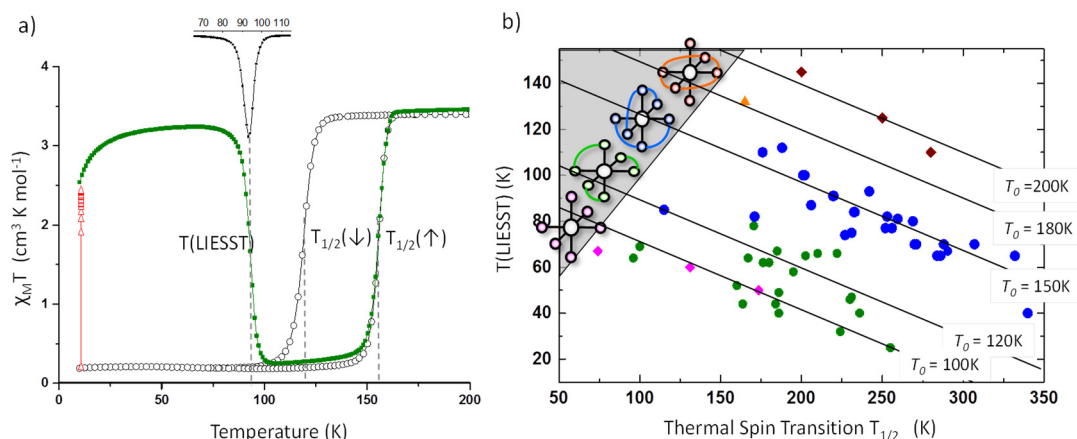 a)
70 80 90 100 110
4
3
2
1
0
χMT (cm³ K mol⁻¹)
T(LIESST)
T1/2(↓)
T1/2(↑)
0 50 100 150 200
Temperature (K)
b)
140
120
100
80
60
40
20
T(LIESST) (K)
T0 =200K
T0 =180K
T0 =150K
T0 =120K
T0 =100K
50 100 150 200 250 300 350
Thermal Spin Transition T1/2 (K)